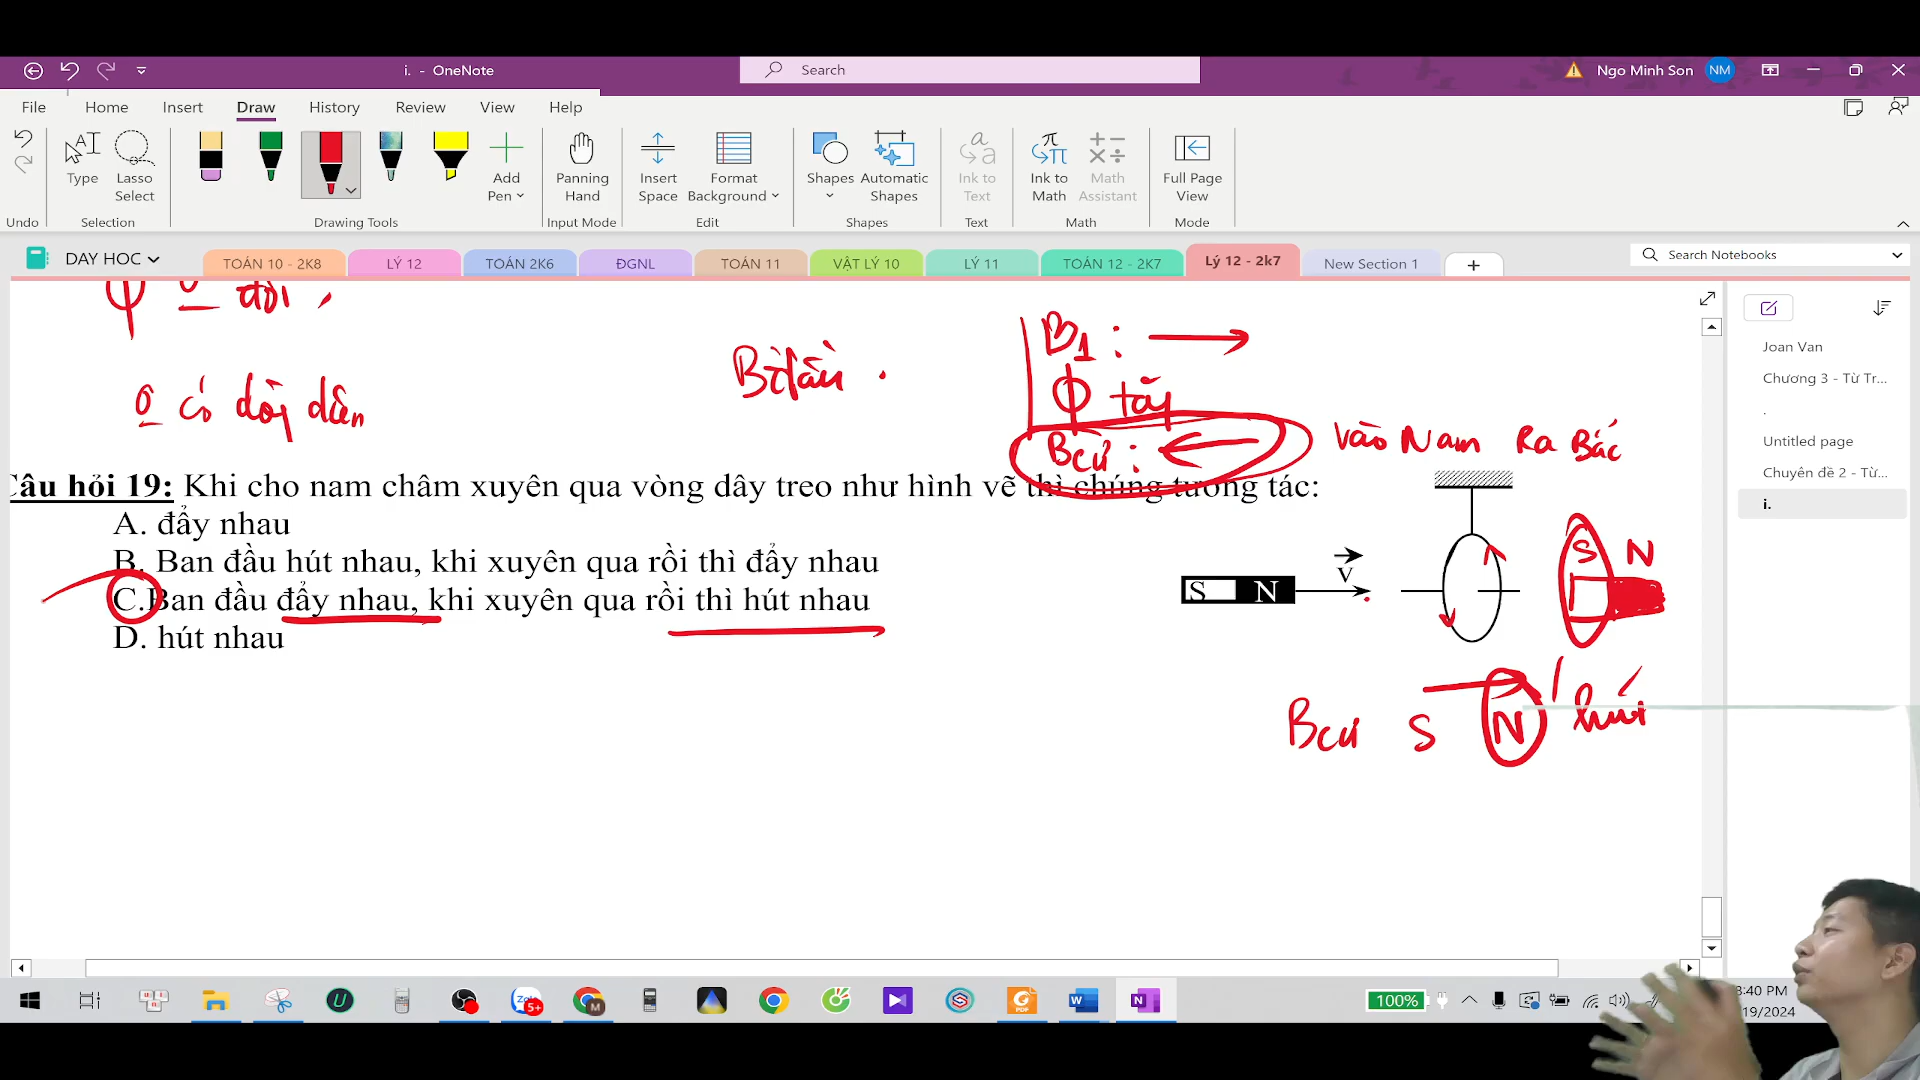 i. - OneNote
Search
Ngo Minh Son NM
File Home Insert Draw History Review View Help
Type
Lasso Select
Add Pen
Panning Hand
Insert Space
Format Background
Shapes
Automatic Shapes
Ink to Text
Ink to Math
Math Assistant
Full Page View
Undo Selection Drawing Tools Input Mode Edit Shapes Text Math Mode
DAY HOC TOÁN 10 - 2K8 LÝ 12 TOÁN 2K6 ĐGNL TOÁN 11 VẬT LÝ 10 LÝ 11 TOÁN 12 - 2K7 Lý 12 - 2k7 New Section 1 + Search Notebooks
Joan Van
Chương 3 - Từ Tr...
.
Untitled page
Chuyên đề 2 - Từ...
i.
B1 : →
Φ tăng
Bcứ : ←
Vào Nam Ra Bắc
Câu hỏi 19: Khi cho nam châm xuyên qua vòng dây treo như hình vẽ thì chúng tương tác:
A. đẩy nhau
B. Ban đầu hút nhau, khi xuyên qua rồi thì đẩy nhau
C.Ban đầu đẩy nhau, khi xuyên qua rồi thì hút nhau
D. hút nhau
S N v
S N
Bcứ S N hút
100%